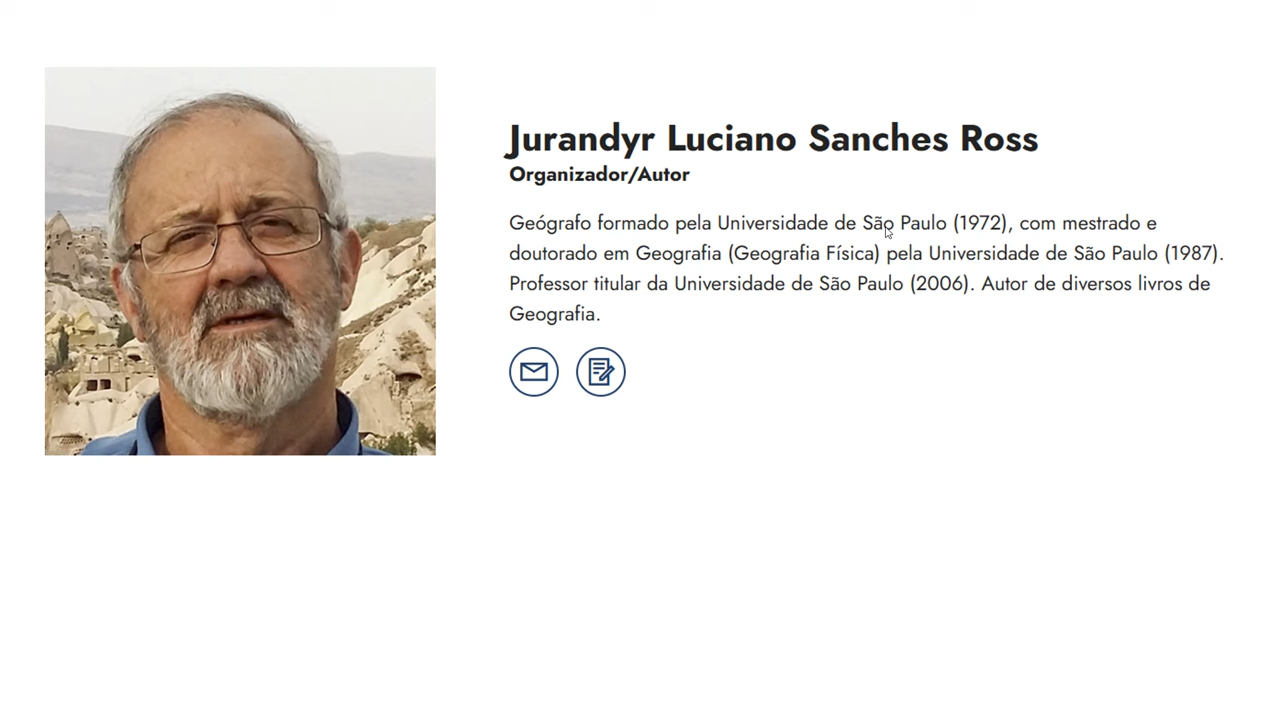 Jurandyr Luciano Sanches Ross
Organizador/Autor
Geógrafo formado pela Universidade de São Paulo (1972), com mestrado e
doutorado em Geografia (Geografia Física) pela Universidade de São Paulo (1987).
Professor titular da Universidade de São Paulo (2006). Autor de diversos livros de
Geografia.